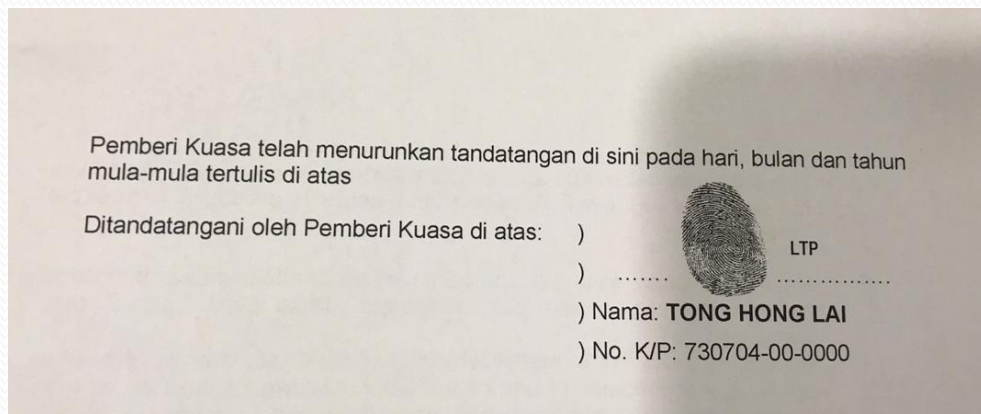 Pemberi Kuasa telah menurunkan tandatangan di sini pada hari, bulan dan tahun
mula-mula tertulis di atas
Ditandatangani oleh Pemberi Kuasa di atas: )
LTP
) ....... ................
) Nama: TONG HONG LAI
) No. K/P: 730704-00-0000